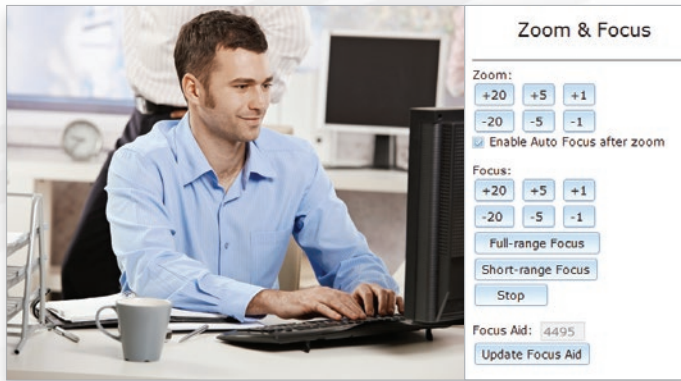 Zoom & Focus
Zoom:
+20 +5 +1
-20 -5 -1
Enable Auto Focus after zoom
Focus:
+20 +5 +1
-20 -5 -1
Full-range Focus
Short-range Focus
Stop
Focus Aid: 4495
Update Focus Aid